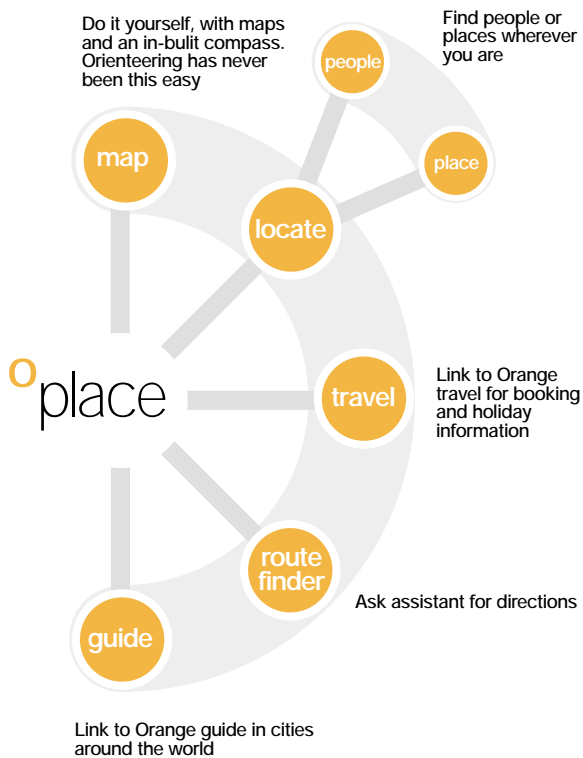 Do it yourself, with maps
and an in-bulit compass.
Orienteering has never
been this easy
Find people or
places wherever
you are
people
map
place
locate
o
place
travel
Link to Orange
travel for booking
and holiday
information
route
finder
Ask assistant for directions
guide
Link to Orange guide in cities
around the world